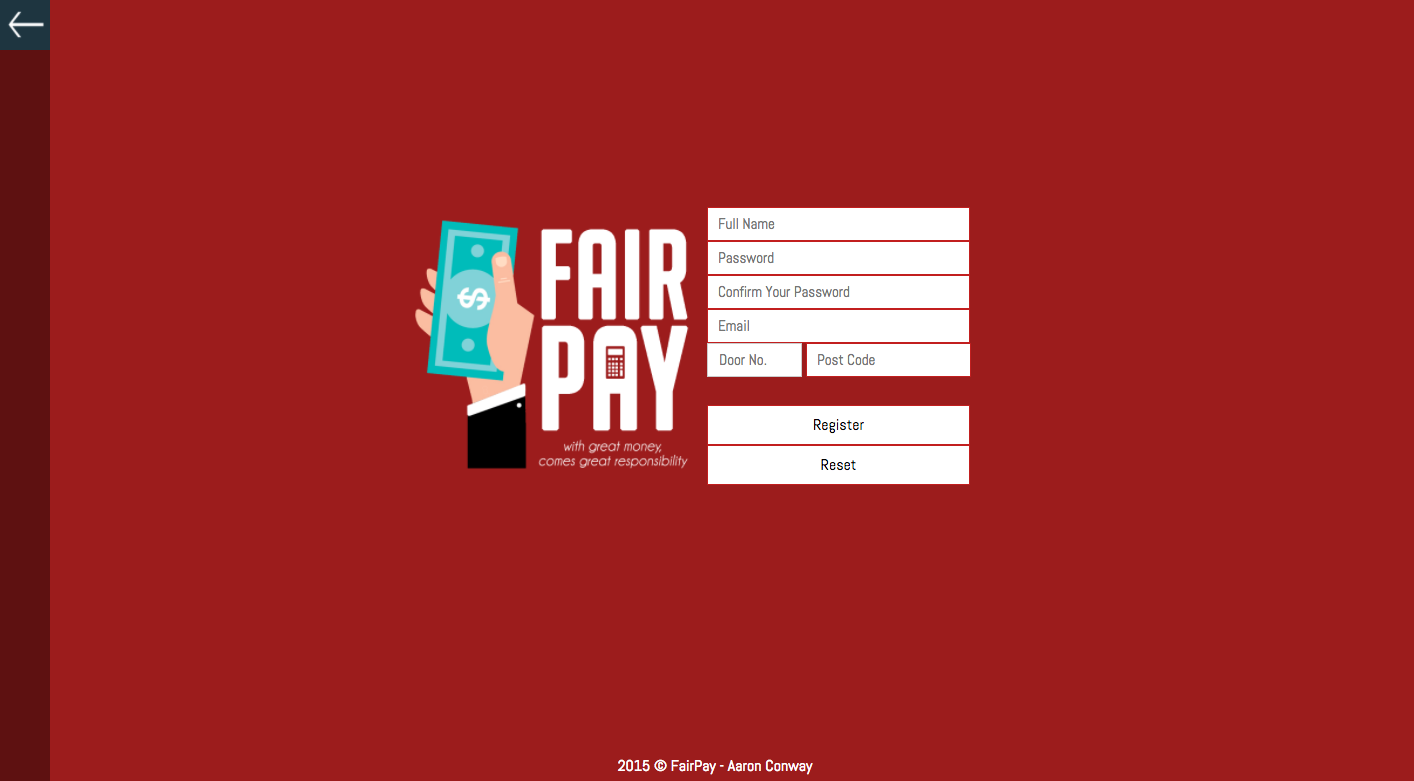 FAIR
PAY
with great money,
comes great responsibility
$
Full Name
Password
Confirm Your Password
Email
Door No. Post Code
Register
Reset
2015 © FairPay - Aaron Conway